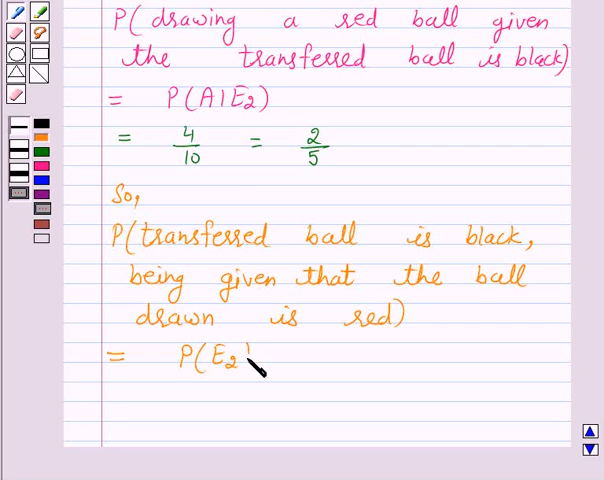 P(drawing a red ball given
the transferred ball is black)
= P(A|E₂)
= 4/10 = 2/5
So,
P(transferred ball is black,
being given that the ball
drawn is red)
= P(E₂|